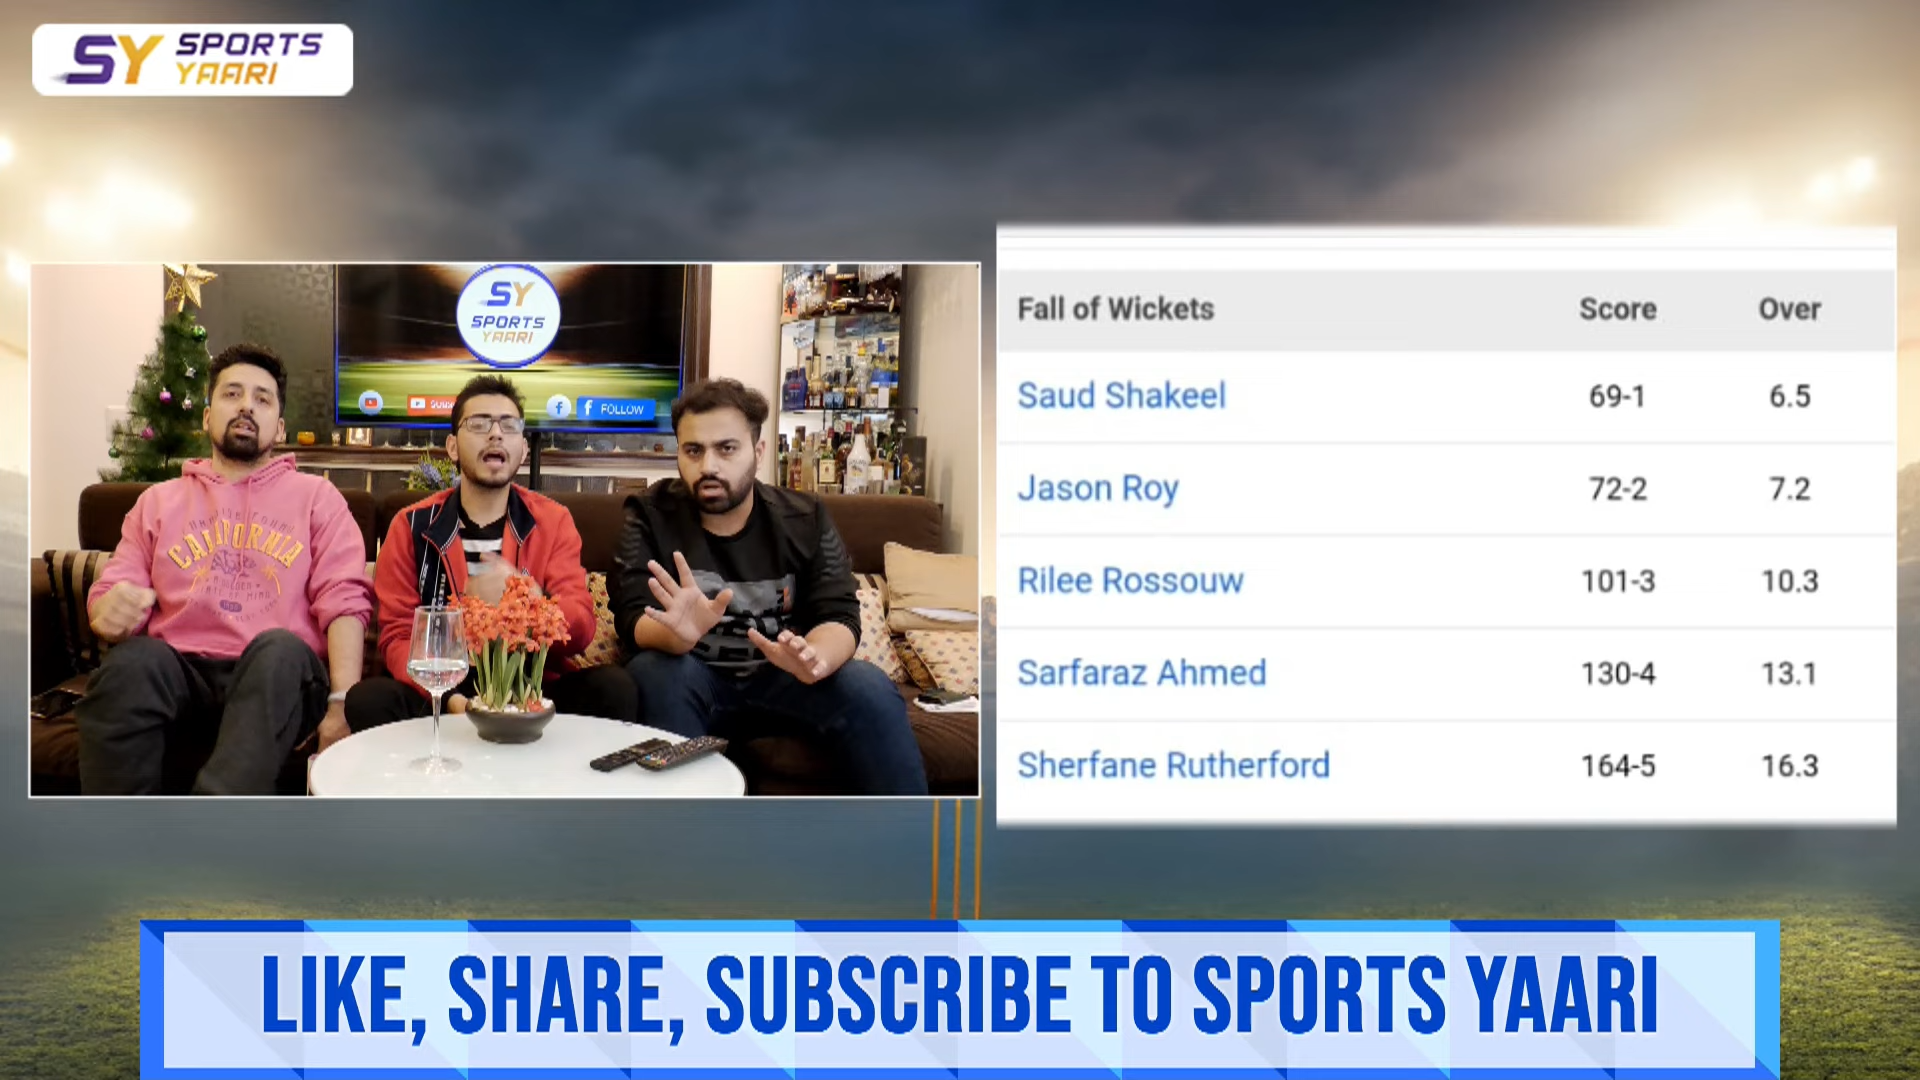 SY SPORTS
YAARI
SY
SPORTS
YAARI
FOLLOW
CALIFORNIA
Fall of Wickets Score Over
Saud Shakeel 69-1 6.5
Jason Roy 72-2 7.2
Rilee Rossouw 101-3 10.3
Sarfaraz Ahmed 130-4 13.1
Sherfane Rutherford 164-5 16.3
LIKE, SHARE, SUBSCRIBE TO SPORTS YAARI